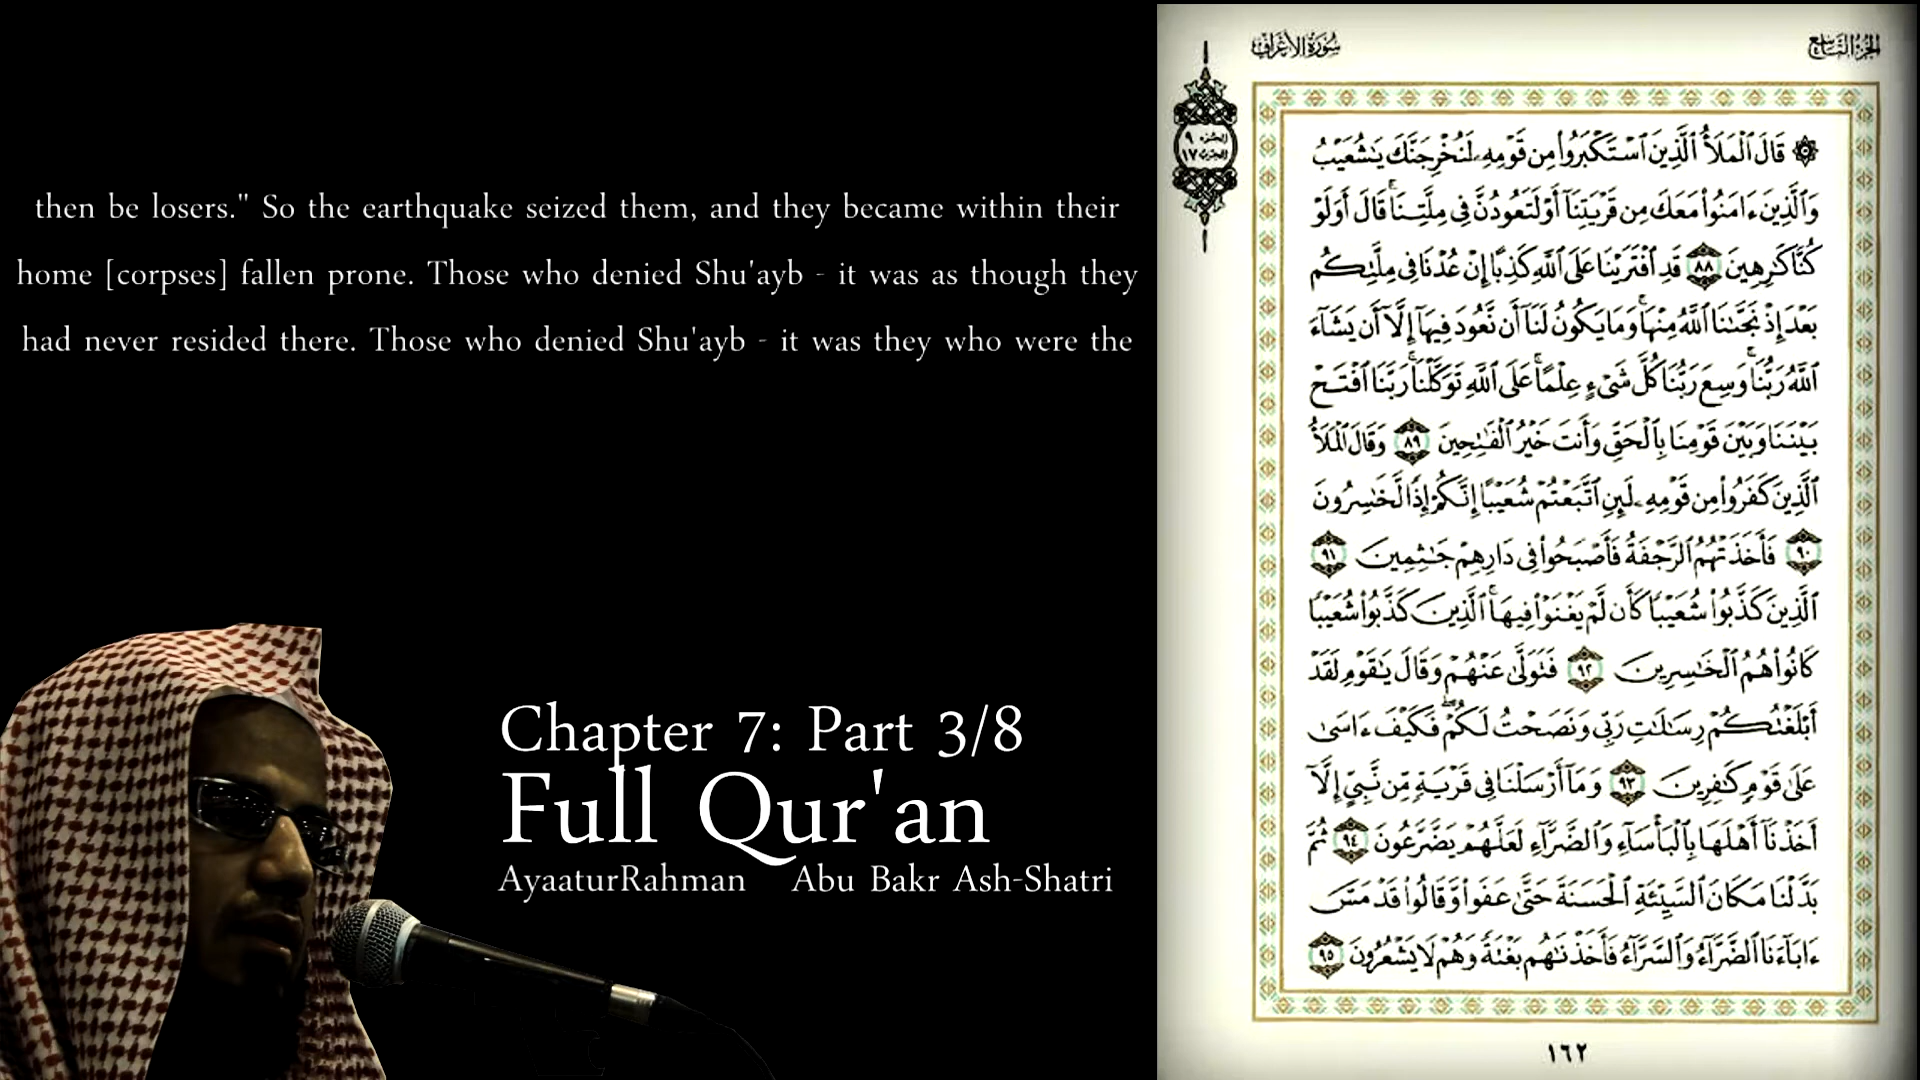 then be losers." So the earthquake seized them, and they became within their
home [corpses] fallen prone. Those who denied Shu'ayb - it was as though they
had never resided there. Those who denied Shu'ayb - it was they who were the
Chapter 7: Part 3/8
Full Qur'an
AyaaturRahman Abu Bakr Ash-Shatri
الجزء التاسع
سورة الأعراف
الجزء ٩
الحزب ١٧
۞ قَالَ ٱلْمَلَأُ ٱلَّذِينَ ٱسْتَكْبَرُوا۟ مِن قَوْمِهِۦ لَنُخْرِجَنَّكَ يَـٰشُعَيْبُ
وَٱلَّذِينَ ءَامَنُوا۟ مَعَكَ مِن قَرْيَتِنَآ أَوْ لَتَعُودُنَّ فِى مِلَّتِنَا ۚ قَالَ أَوَلَوْ
كُنَّا كَـٰرِهِينَ ٨٨ قَدِ ٱفْتَرَيْنَا عَلَى ٱللَّهِ كَذِبًا إِنْ عُدْنَا فِى مِلَّتِكُم
بَعْدَ إِذْ نَجَّىٰنَا ٱللَّهُ مِنْهَا ۚ وَمَا يَكُونُ لَنَآ أَن نَّعُودَ فِيهَآ إِلَّآ أَن يَشَآءَ
ٱللَّهُ رَبُّنَا ۚ وَسِعَ رَبُّنَا كُلَّ شَىْءٍ عِلْمًا ۚ عَلَى ٱللَّهِ تَوَكَّلْنَا ۚ رَبَّنَا ٱفْتَحْ
بَيْنَنَا وَبَيْنَ قَوْمِنَا بِٱلْحَقِّ وَأَنتَ خَيْرُ ٱلْفَـٰتِحِينَ ٨٩ وَقَالَ ٱلْمَلَأُ
ٱلَّذِينَ كَفَرُوا۟ مِن قَوْمِهِۦ لَئِنِ ٱتَّبَعْتُمْ شُعَيْبًا إِنَّكُمْ إِذًا لَّخَـٰسِرُونَ
٩٠ فَأَخَذَتْهُمُ ٱلرَّجْفَةُ فَأَصْبَحُوا۟ فِى دَارِهِمْ جَـٰثِمِينَ ٩١
ٱلَّذِينَ كَذَّبُوا۟ شُعَيْبًا كَأَن لَّمْ يَغْنَوْا۟ فِيهَا ۚ ٱلَّذِينَ كَذَّبُوا۟ شُعَيْبًا
كَانُوا۟ هُمُ ٱلْخَـٰسِرِينَ ٩٢ فَتَوَلَّىٰ عَنْهُمْ وَقَالَ يَـٰقَوْمِ لَقَدْ
أَبْلَغْتُكُمْ رِسَـٰلَـٰتِ رَبِّى وَنَصَحْتُ لَكُمْ ۖ فَكَيْفَ ءَاسَىٰ
عَلَىٰ قَوْمٍ كَـٰفِرِينَ ٩٣ وَمَآ أَرْسَلْنَا فِى قَرْيَةٍ مِّن نَّبِىٍّ إِلَّآ
أَخَذْنَآ أَهْلَهَا بِٱلْبَأْسَآءِ وَٱلضَّرَّآءِ لَعَلَّهُمْ يَضَّرَّعُونَ ٩٤ ثُمَّ
بَدَّلْنَا مَكَانَ ٱلسَّيِّئَةِ ٱلْحَسَنَةَ حَتَّىٰ عَفَوا۟ وَّقَالُوا۟ قَدْ مَسَّ
ءَابَآءَنَا ٱلضَّرَّآءُ وَٱلسَّرَّآءُ فَأَخَذْنَـٰهُم بَغْتَةً وَهُمْ لَا يَشْعُرُونَ ٩٥
١٦٢